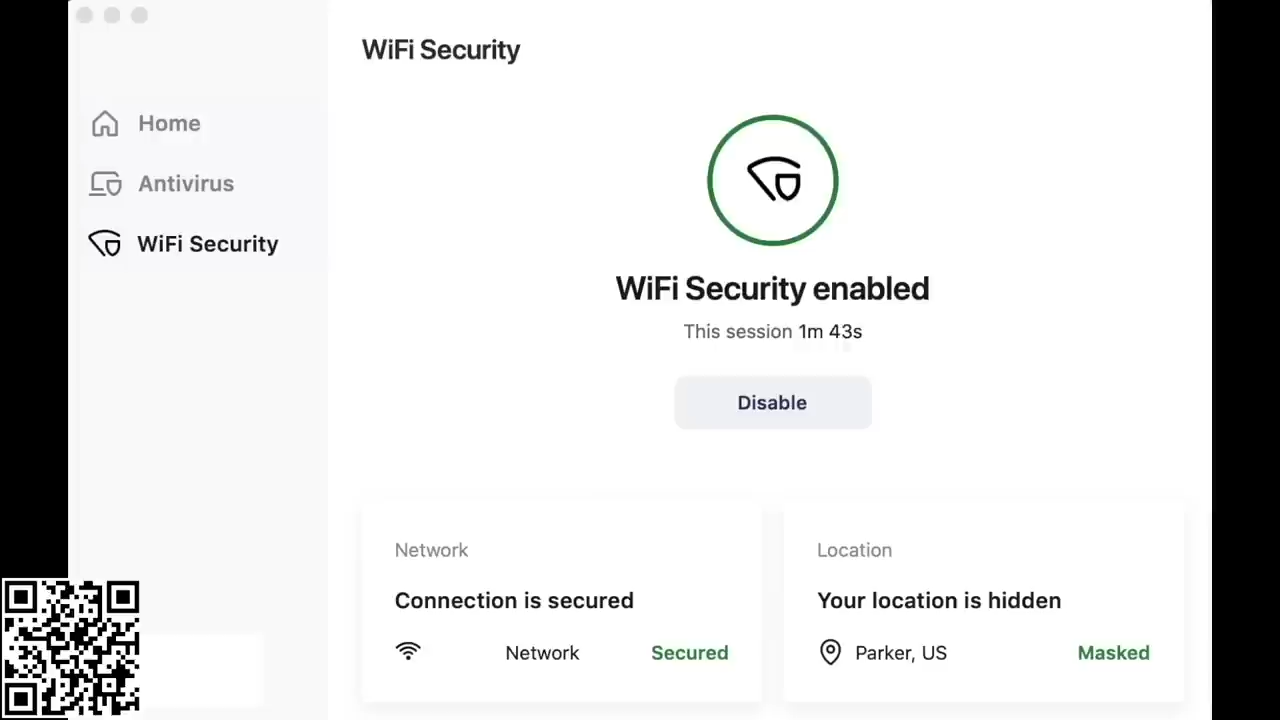 WiFi Security
Home
Antivirus
WiFi Security
WiFi Security enabled
This session 1m 43s
Disable
Network
Connection is secured
Network Secured
Location
Your location is hidden
Parker, US Masked